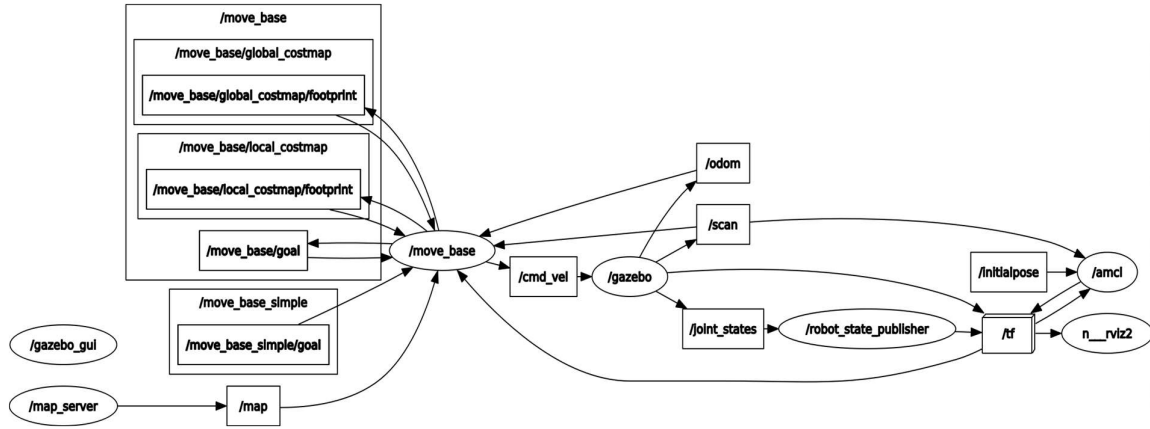 /move_base
/move_base/global_costmap
/move_base/global_costmap/footprint
/move_base/local_costmap
/move_base/local_costmap/footprint
/move_base/goal
/move_base_simple
/move_base_simple/goal
/gazebo_gui
/map_server
/map
/move_base
/cmd_vel
/gazebo
/odom
/scan
/joint_states
/robot_state_publisher
/initialpose
/amcl
/tf
n___rviz2